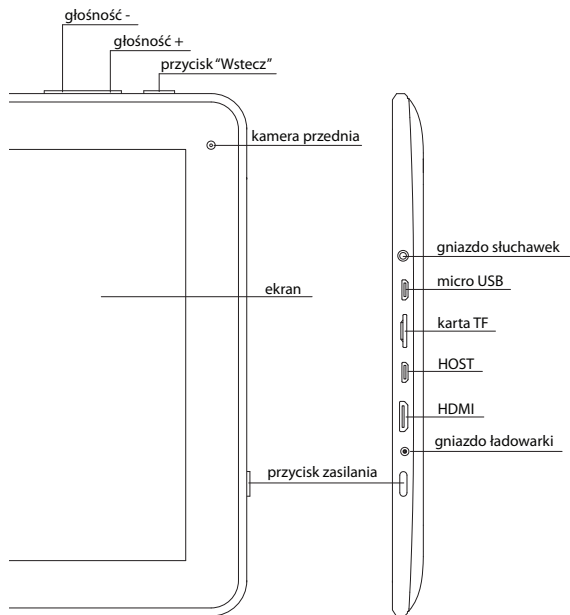 głośność -
głośność +
przycisk “Wstecz”
kamera przednia
ekran
przycisk zasilania
gniazdo słuchawek
micro USB
karta TF
HOST
HDMI
gniazdo ładowarki